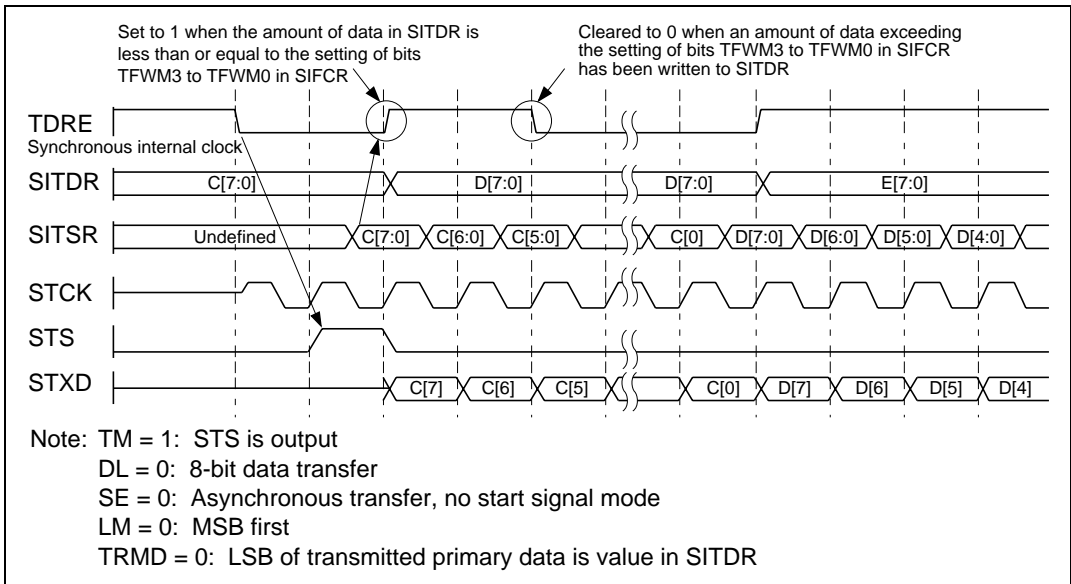 Set to 1 when the amount of data in SITDR is
less than or equal to the setting of bits
TFWM3 to TFWM0 in SIFCR
Cleared to 0 when an amount of data exceeding
the setting of bits TFWM3 to TFWM0 in SIFCR
has been written to SITDR
TDRE
Synchronous internal clock
SITDR C[7:0] D[7:0] D[7:0] E[7:0]
SITSR Undefined C[7:0] C[6:0] C[5:0] C[0] D[7:0] D[6:0] D[5:0] D[4:0]
STCK
STS
STXD C[7] C[6] C[5] C[0] D[7] D[6] D[5] D[4]
Note: TM = 1: STS is output
DL = 0: 8-bit data transfer
SE = 0: Asynchronous transfer, no start signal mode
LM = 0: MSB first
TRMD = 0: LSB of transmitted primary data is value in SITDR